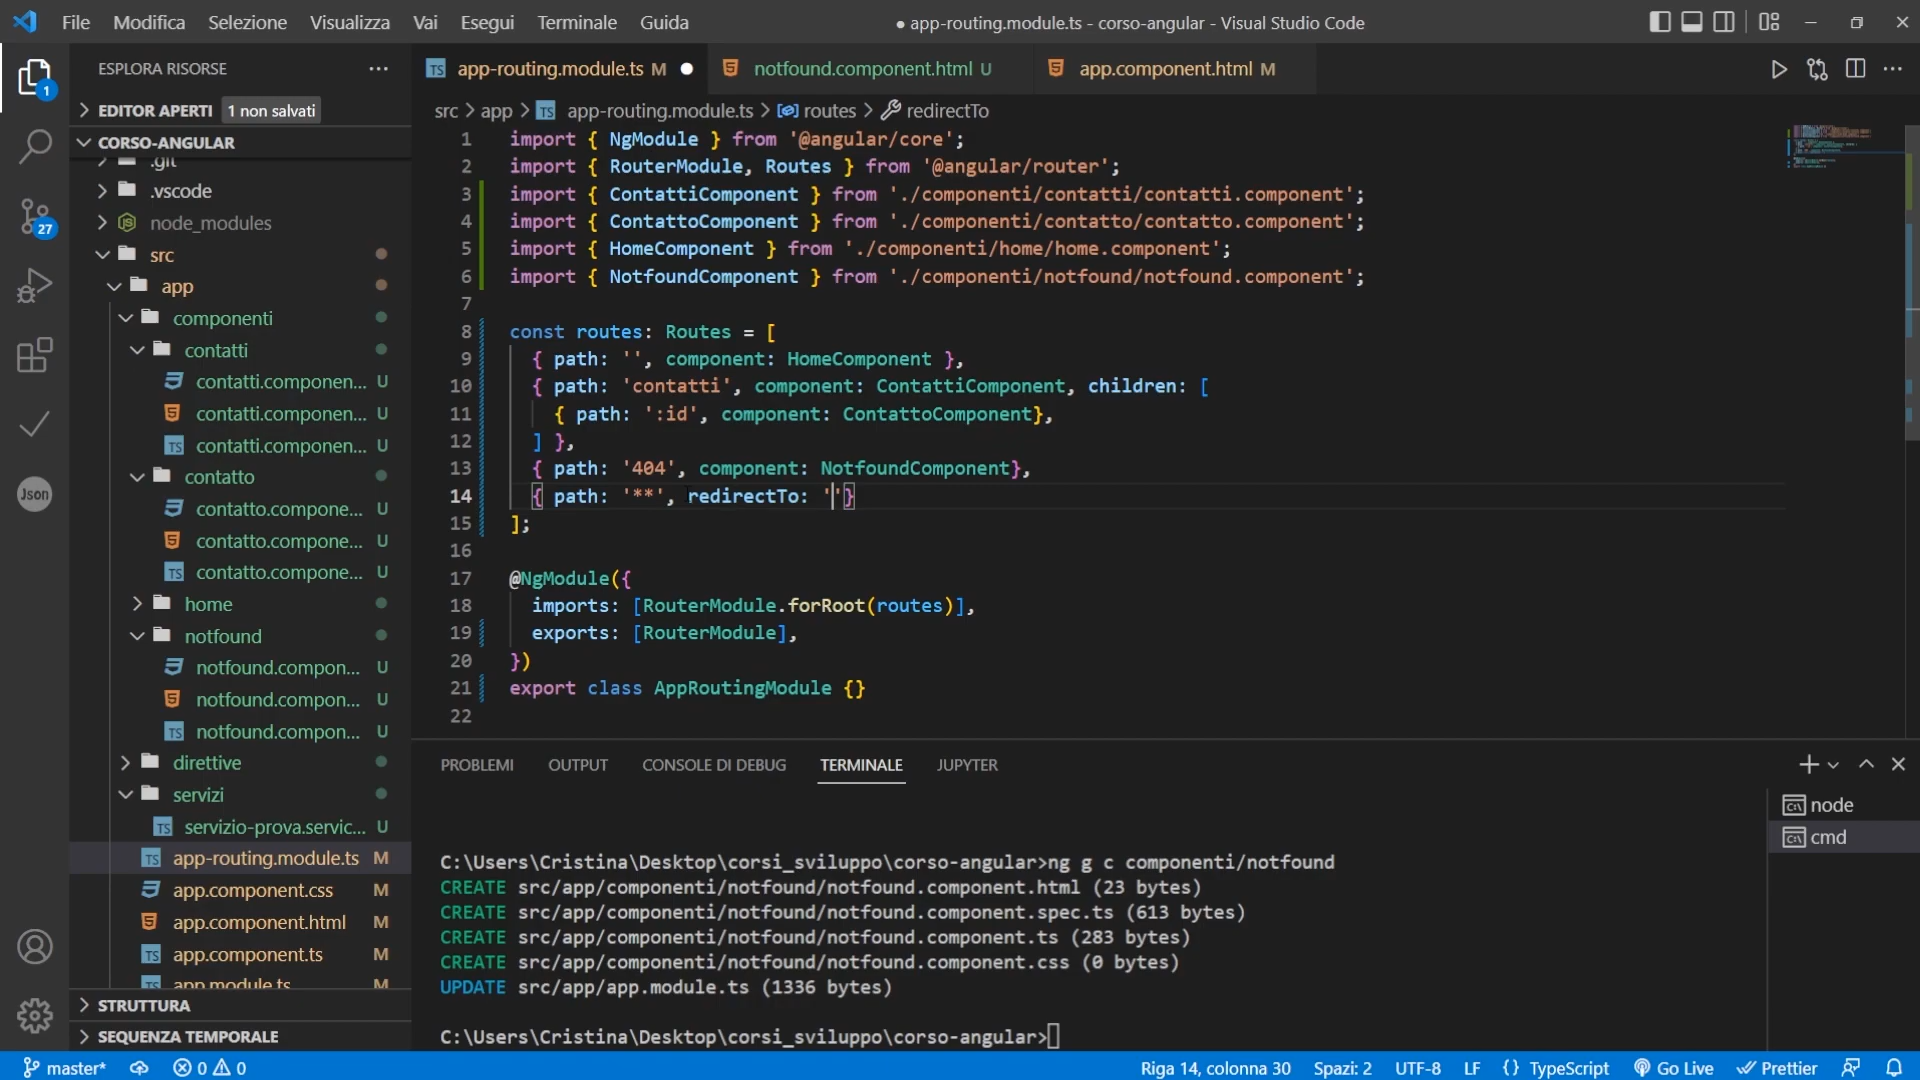 File Modifica Selezione Visualizza Vai Esegui Terminale Guida
● app-routing.module.ts - corso-angular - Visual Studio Code
ESPLORA RISORSE
EDITOR APERTI 1 non salvati
CORSO-ANGULAR
.git
.vscode
node_modules
src
app
componenti
contatti
contatti.componen... U
contatti.componen... U
contatti.componen... U
contatto
contatto.compone... U
contatto.compone... U
contatto.compone... U
home
notfound
notfound.compon... U
notfound.compon... U
notfound.compon... U
direttive
servizi
servizio-prova.servic... U
app-routing.module.ts M
app.component.css M
app.component.html M
app.component.ts M
app.module.ts M
STRUTTURA
SEQUENZA TEMPORALE
1
27
Json
TS app-routing.module.ts M
notfound.component.html U
app.component.html M
src > app > TS app-routing.module.ts > routes > redirectTo
1 import { NgModule } from '@angular/core';
2 import { RouterModule, Routes } from '@angular/router';
3 import { ContattiComponent } from './componenti/contatti/contatti.component';
4 import { ContattoComponent } from './componenti/contatto/contatto.component';
5 import { HomeComponent } from './componenti/home/home.component';
6 import { NotfoundComponent } from './componenti/notfound/notfound.component';
7
8 const routes: Routes = [
9 { path: '', component: HomeComponent },
10 { path: 'contatti', component: ContattiComponent, children: [
11 { path: ':id', component: ContattoComponent},
12 ] },
13 { path: '404', component: NotfoundComponent},
14 { path: '**', redirectTo: ''}
15 ];
16
17 @NgModule({
18 imports: [RouterModule.forRoot(routes)],
19 exports: [RouterModule],
20 })
21 export class AppRoutingModule {}
22
PROBLEMI OUTPUT CONSOLE DI DEBUG TERMINALE JUPYTER
node
cmd
C:\Users\Cristina\Desktop\corsi_sviluppo\corso-angular>ng g c componenti/notfound
CREATE src/app/componenti/notfound/notfound.component.html (23 bytes)
CREATE src/app/componenti/notfound/notfound.component.spec.ts (613 bytes)
CREATE src/app/componenti/notfound/notfound.component.ts (283 bytes)
CREATE src/app/componenti/notfound/notfound.component.css (0 bytes)
UPDATE src/app/app.module.ts (1336 bytes)
C:\Users\Cristina\Desktop\corsi_sviluppo\corso-angular>
master* 0 0 Riga 14, colonna 30 Spazi: 2 UTF-8 LF {} TypeScript Go Live Prettier